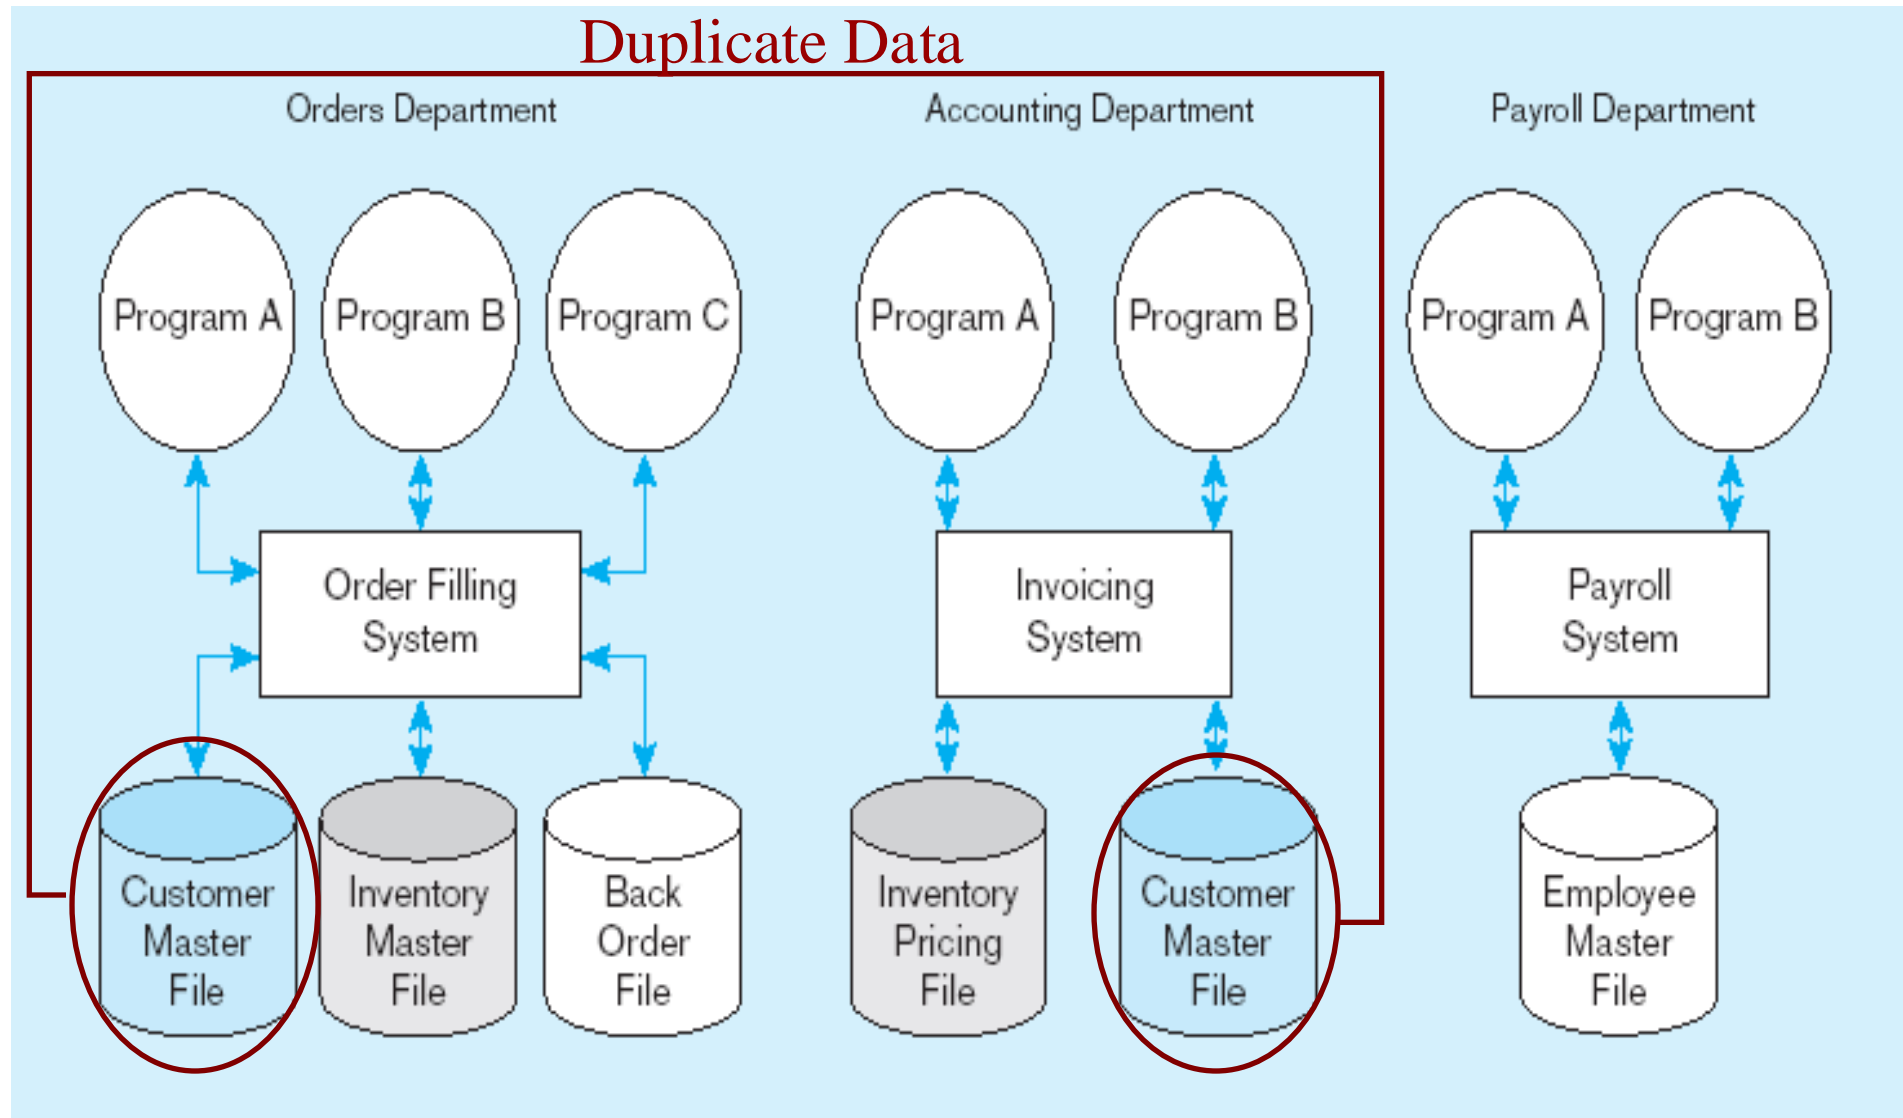 Duplicate Data
Orders Department
Accounting Department
Payroll Department
Program A
Program B
Program C
Program A
Program B
Program A
Program B
Order Filling
System
Invoicing
System
Payroll
System
Customer
Master
File
Inventory
Master
File
Back
Order
File
Inventory
Pricing
File
Customer
Master
File
Employee
Master
File